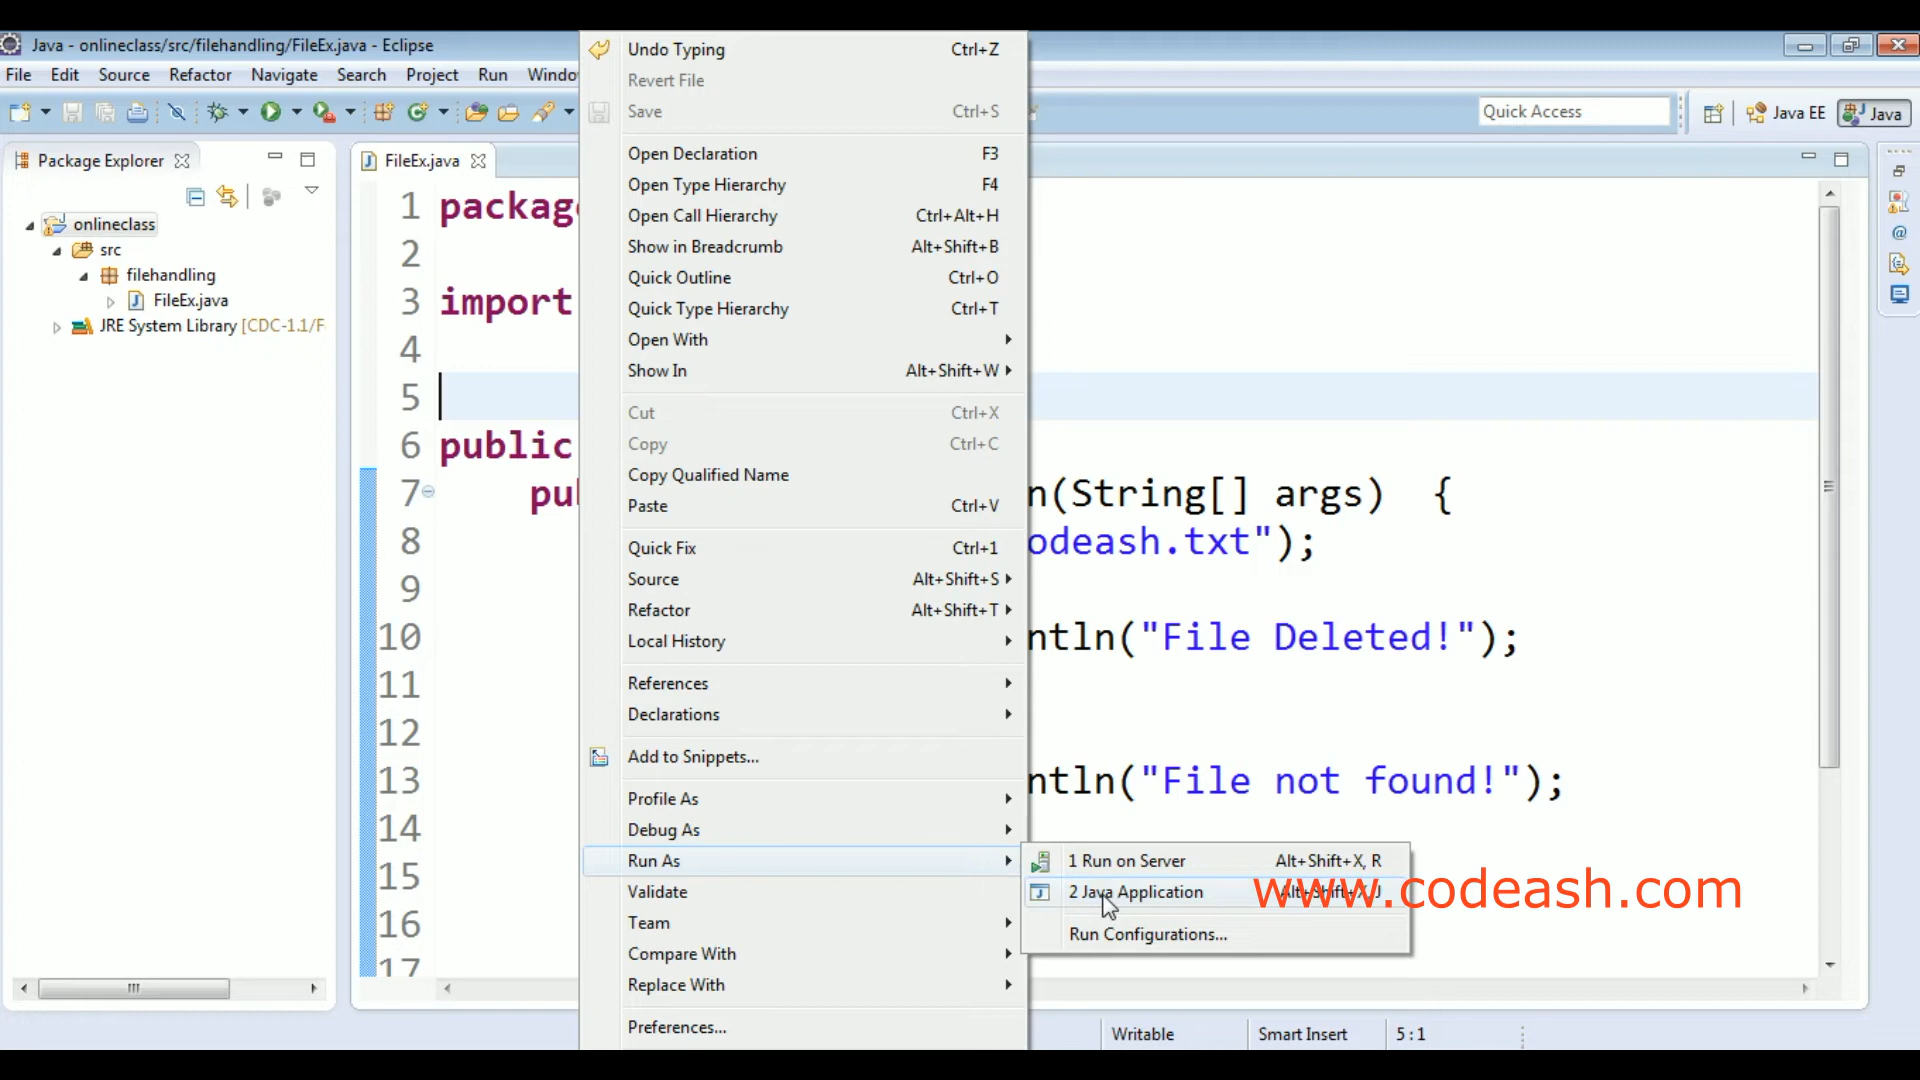 Java - onlineclass/src/filehandling/FileEx.java - Eclipse
File Edit Source Refactor Navigate Search Project Run Windo
Quick Access
Java EE
Java
Package Explorer
onlineclass
src
filehandling
FileEx.java
JRE System Library [CDC-1.1/F
FileEx.java
1 package
2
3 import
4
5
6 public
7 pub n(String[] args) {
8 odeash.txt");
9
10 ntln("File Deleted!");
11
12
13 ntln("File not found!");
14
15
16
17
Undo Typing Ctrl+Z
Revert File
Save Ctrl+S
Open Declaration F3
Open Type Hierarchy F4
Open Call Hierarchy Ctrl+Alt+H
Show in Breadcrumb Alt+Shift+B
Quick Outline Ctrl+O
Quick Type Hierarchy Ctrl+T
Open With
Show In Alt+Shift+W
Cut Ctrl+X
Copy Ctrl+C
Copy Qualified Name
Paste Ctrl+V
Quick Fix Ctrl+1
Source Alt+Shift+S
Refactor Alt+Shift+T
Local History
References
Declarations
Add to Snippets...
Profile As
Debug As
Run As
Validate
Team
Compare With
Replace With
Preferences...
1 Run on Server Alt+Shift+X, R
2 Java Application Alt+Shift+X, J
Run Configurations...
www.codeash.com
Writable Smart Insert 5 : 1